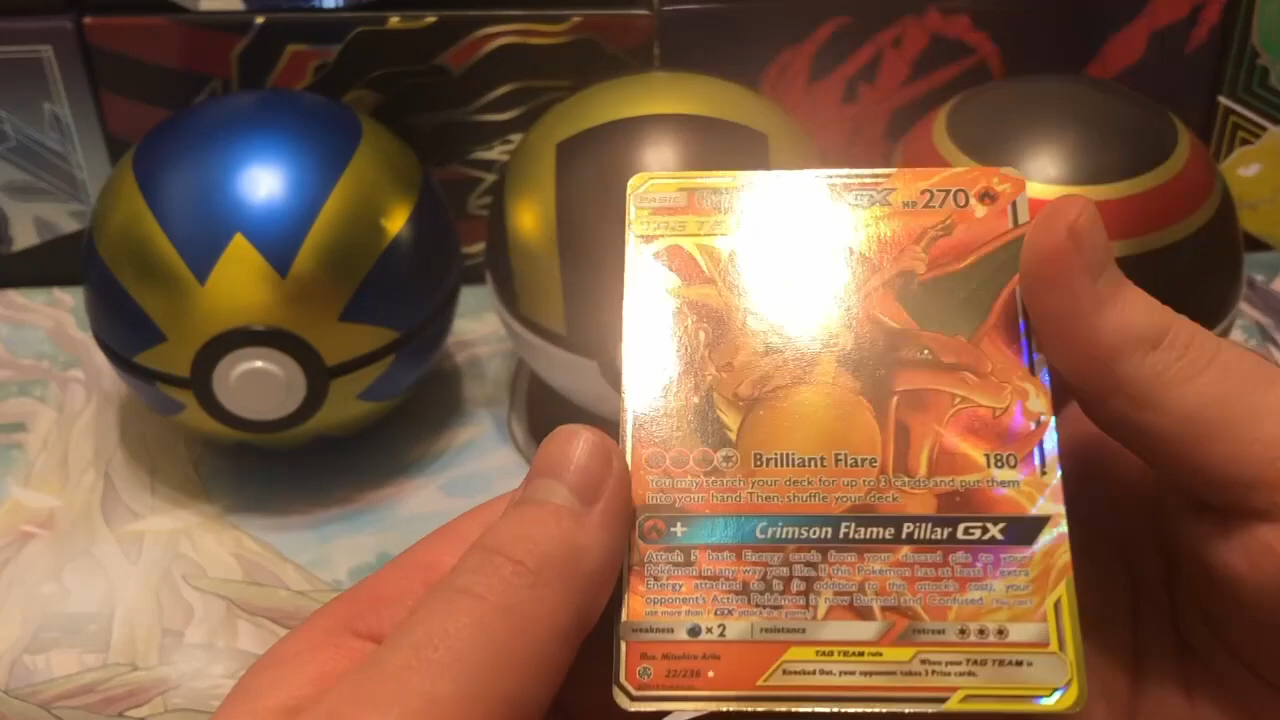 BASIC GX HP 270
TAG TE
Brilliant Flare 180
You may search your deck for up to 3 cards and put them
into your hand. Then, shuffle your deck.
+ Crimson Flame Pillar GX
Attach 5 basic Energy cards from your discard pile to your
Pokémon in any way you like. If this Pokémon has at least 1 extra
Energy attached to it (in addition to this attack's cost), your
opponent's Active Pokémon is now Burned and Confused. (You can't
use more than 1 GX attack in a game.)
weakness ×2 resistance retreat
Illus. Mitsuhiro Arita
22/236
TAG TEAM rule
When your TAG TEAM is
Knocked Out, your opponent takes 3 Prize cards.